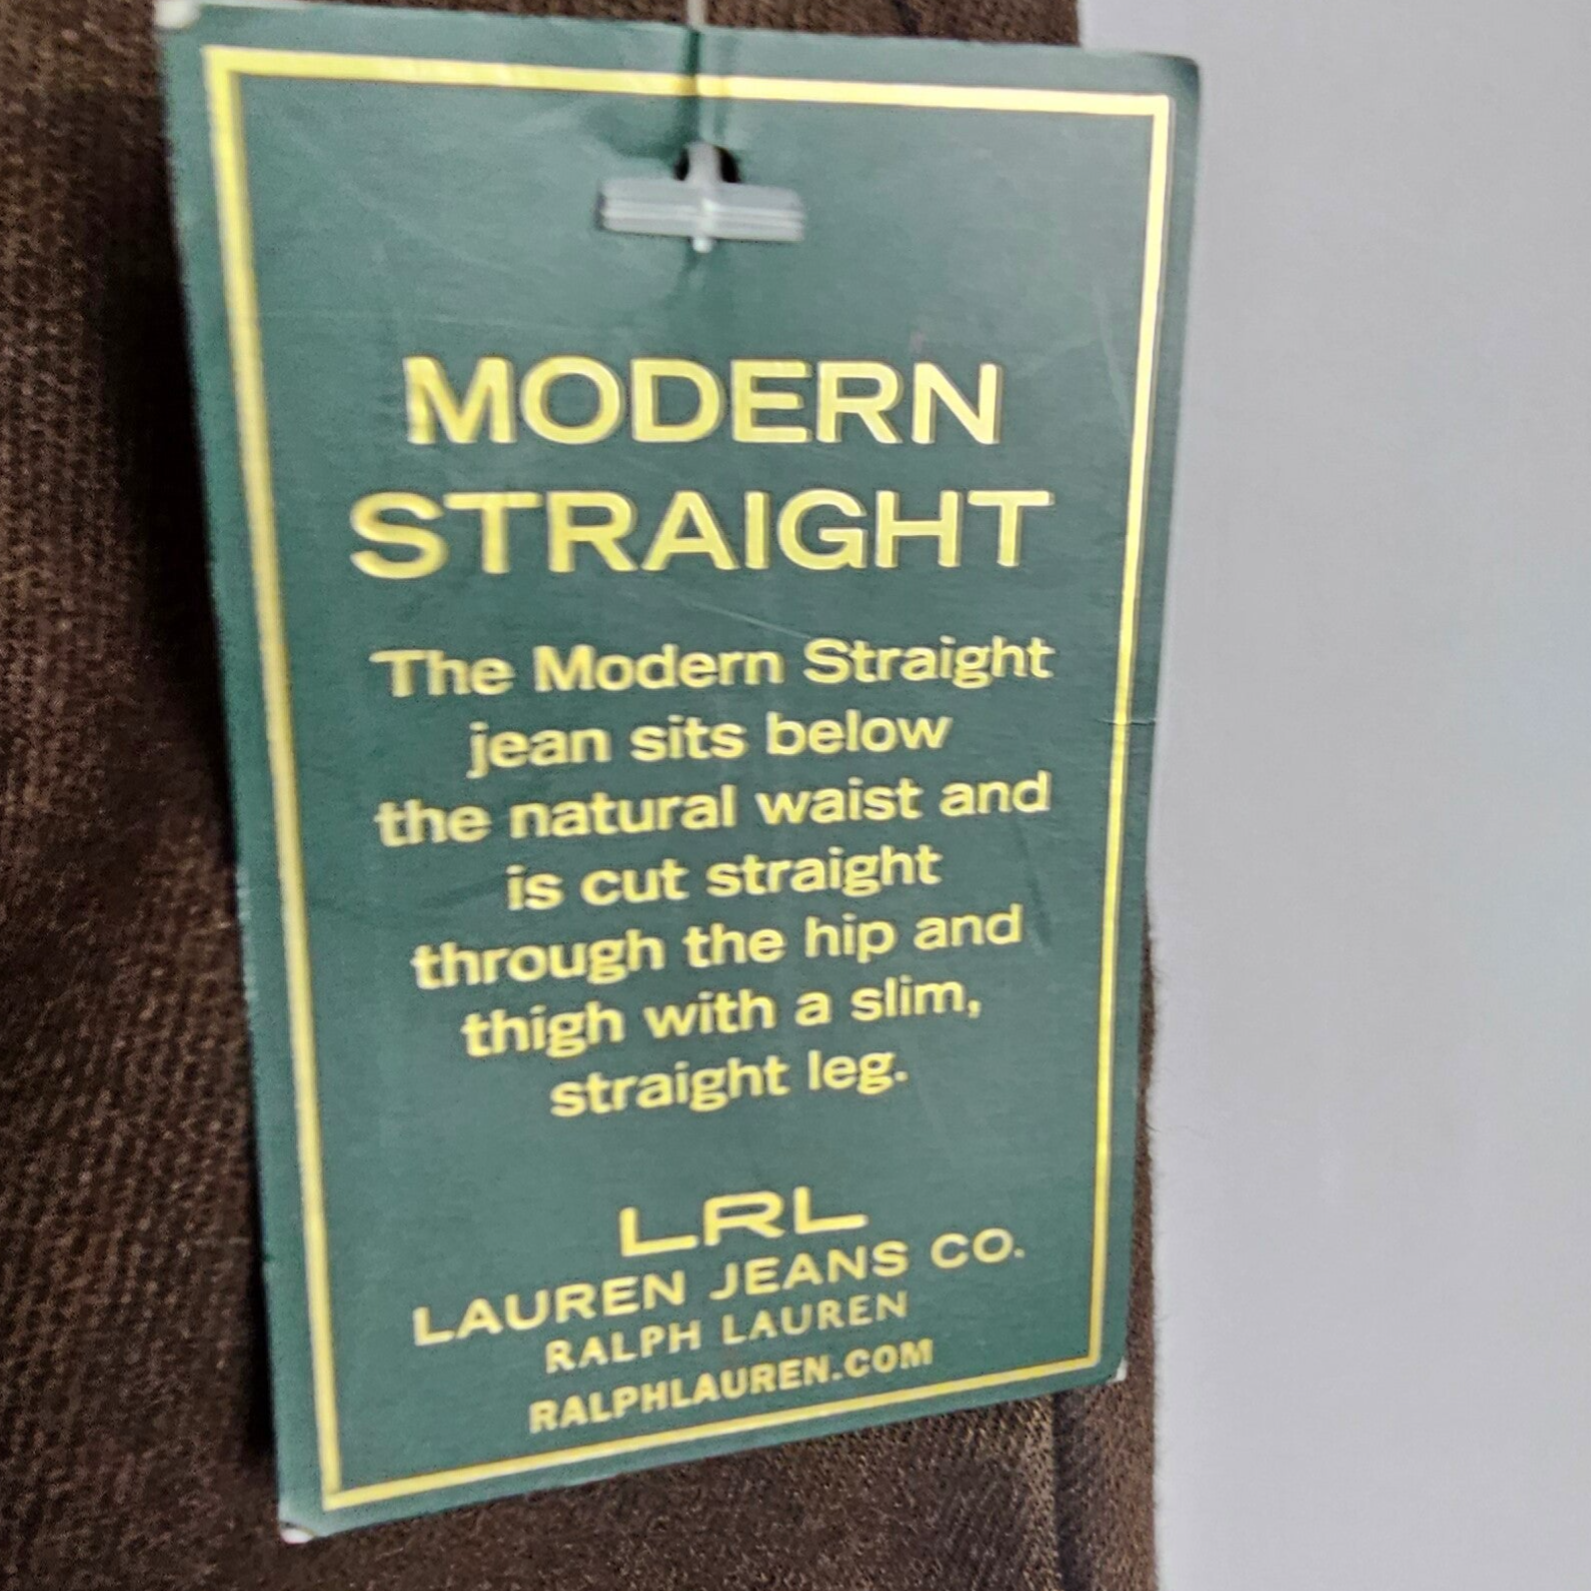 MODERN
STRAIGHT
The Modern Straight
jean sits below
the natural waist and
is cut straight
through the hip and
thigh with a slim,
straight leg.
LRL
LAUREN JEANS CO.
RALPH LAUREN
RALPHLAUREN.COM